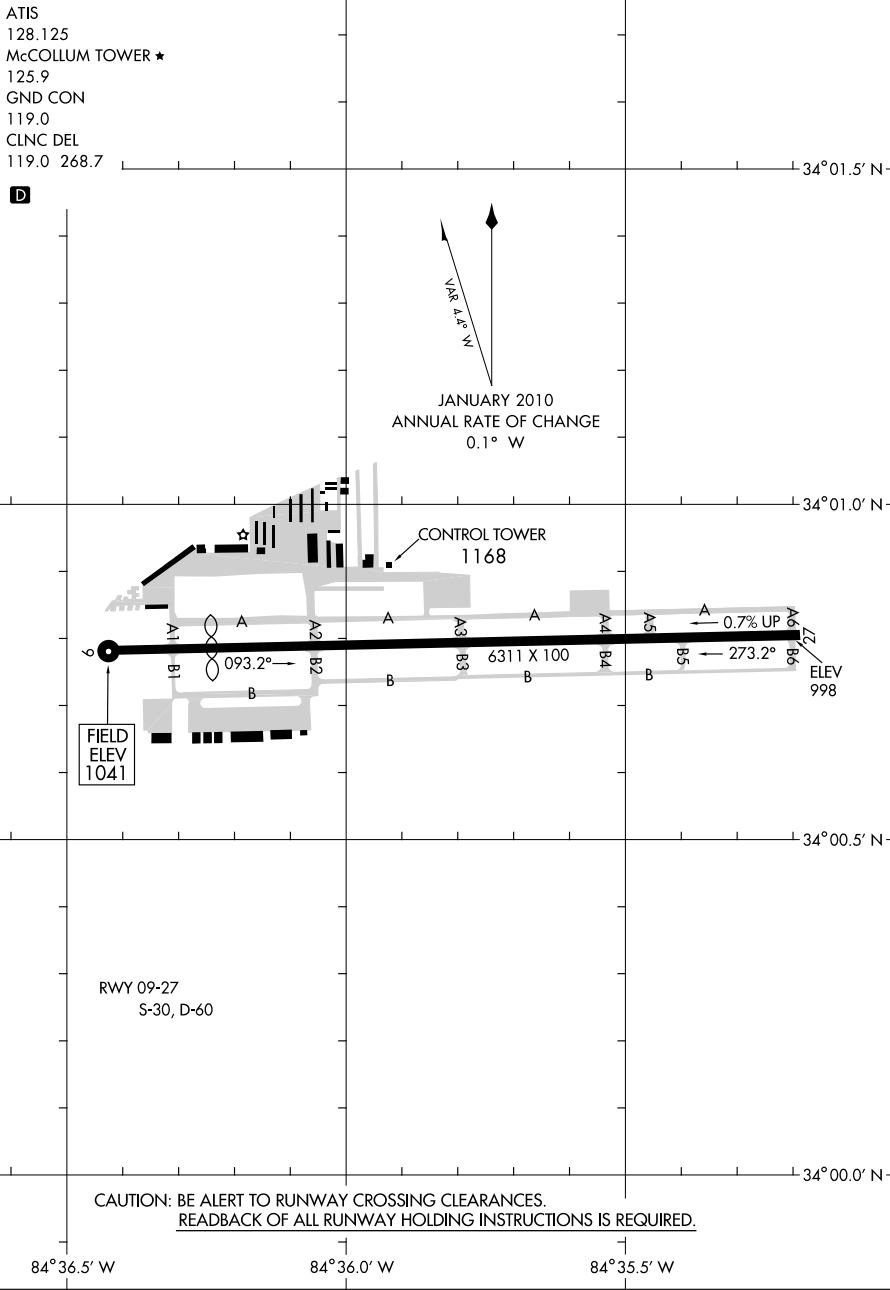 ATIS
128.125
McCOLLUM TOWER ★
125.9
GND CON
119.0
CLNC DEL
119.0 268.7
D
34°01.5' N
VAR 4.4° W
JANUARY 2010
ANNUAL RATE OF CHANGE
0.1° W
34°01.0' N
CONTROL TOWER
1168
A
A
A
A
A1
A2
A3
A4
A5
A6
0.7% UP
9
27
093.2°
6311 X 100
273.2°
B1
B2
B3
B4
B5
B6
B
B
B
B
ELEV
998
FIELD
ELEV
1041
34°00.5' N
RWY 09-27
S-30, D-60
34°00.0' N
CAUTION: BE ALERT TO RUNWAY CROSSING CLEARANCES.
READBACK OF ALL RUNWAY HOLDING INSTRUCTIONS IS REQUIRED.
84°36.5' W
84°36.0' W
84°35.5' W